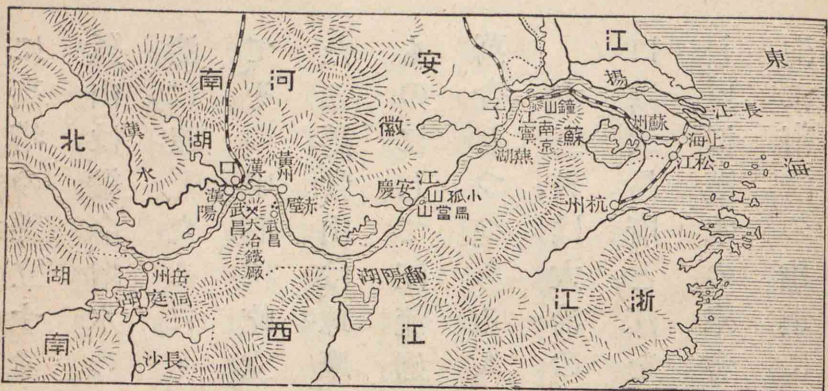 東海
江蘇
安徽
河南
湖北
湖南
江西
浙江
揚子江
長江
鐘山
江寧
南京
蕪湖
蘇州
上海
松江
杭州
小孤山
馬當山
安慶
鄱陽湖
黃州
赤壁
武昌
漢口
漢陽
武昌
大冶鐵廠
漢水
岳州
洞庭湖
長沙